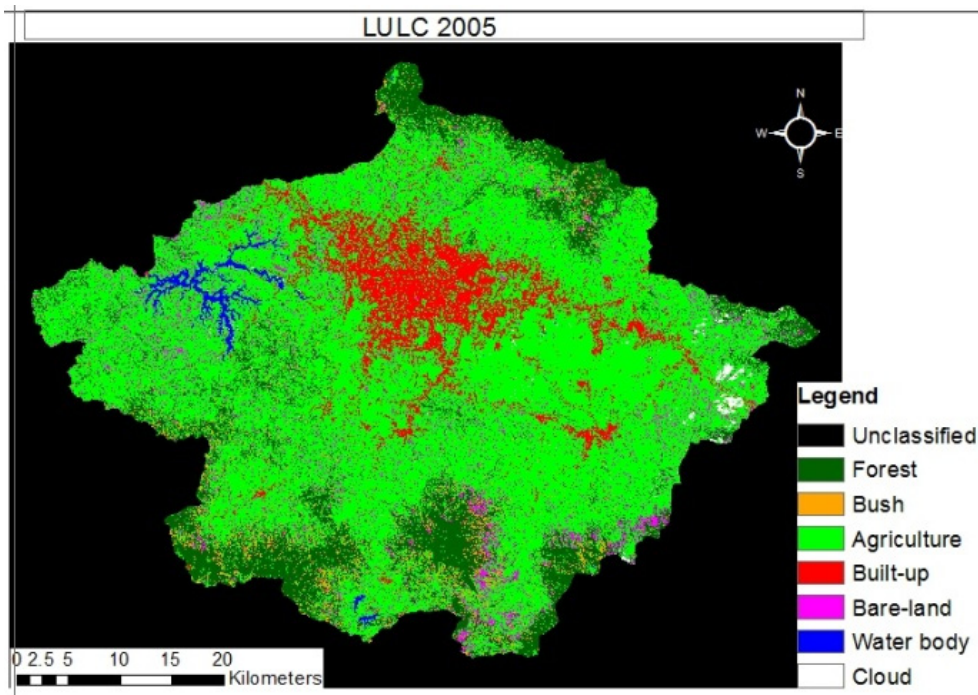 LULC 2005
N
W E
S
Legend
Unclassified
Forest
Bush
Agriculture
Built-up
Bare-land
Water body
Cloud
0 2.5 5 10 15 20
Kilometers